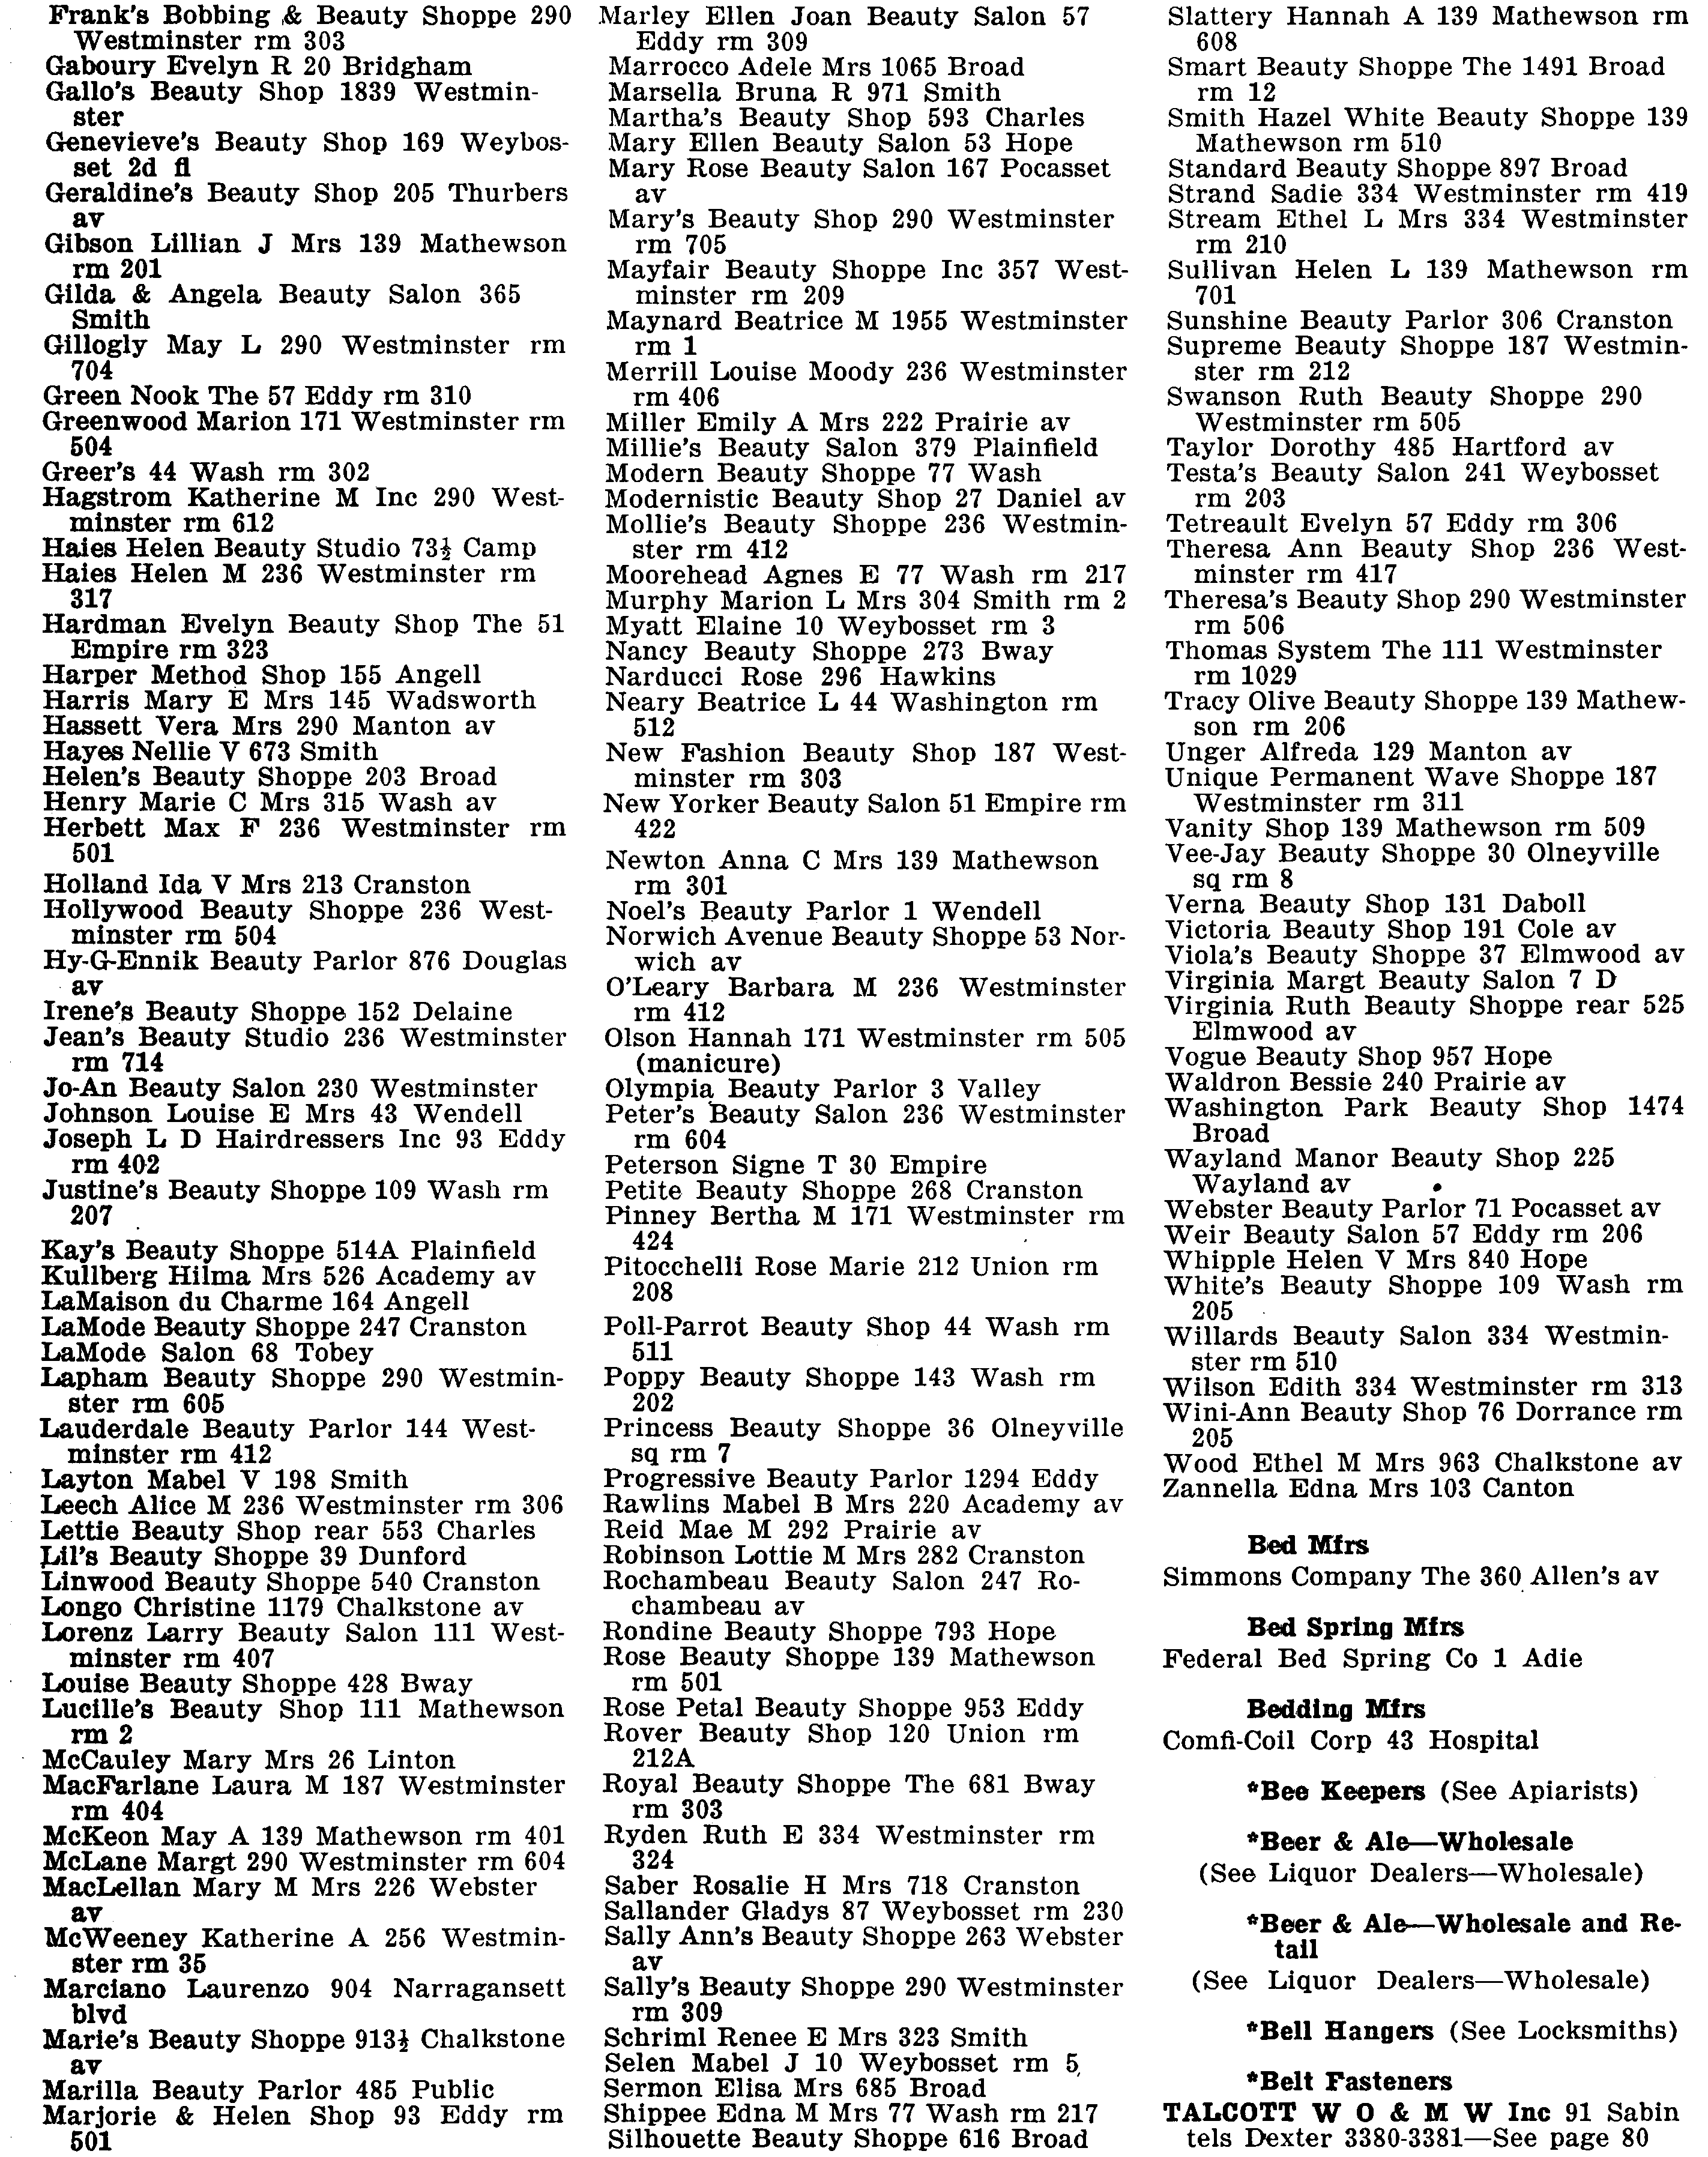 Frank's Bobbing & Beauty Shoppe 290
Westminster rm 303
Gaboury Evelyn R 20 Bridgham
Gallo's Beauty Shop 1839 Westmin-
ster
Genevieve's Beauty Shop 169 Weybos-
set 2d fl
Geraldine's Beauty Shop 205 Thurbers
av
Gibson Lillian J Mrs 139 Mathewson
rm 201
Gilda & Angela Beauty Salon 365
Smith
Gillogly May L 290 Westminster rm
704
Green Nook The 57 Eddy rm 310
Greenwood Marion 171 Westminster rm
504
Greer's 44 Wash rm 302
Hagstrom Katherine M Inc 290 West-
minster rm 612
Haies Helen Beauty Studio 73½ Camp
Haies Helen M 236 Westminster rm
317
Hardman Evelyn Beauty Shop The 51
Empire rm 323
Harper Method Shop 155 Angell
Harris Mary E Mrs 145 Wadsworth
Hassett Vera Mrs 290 Manton av
Hayes Nellie V 673 Smith
Helen's Beauty Shoppe 203 Broad
Henry Marie C Mrs 315 Wash av
Herbett Max F 236 Westminster rm
501
Holland Ida V Mrs 213 Cranston
Hollywood Beauty Shoppe 236 West-
minster rm 504
Hy-G-Ennik Beauty Parlor 876 Douglas
av
Irene's Beauty Shoppe 152 Delaine
Jean's Beauty Studio 236 Westminster
rm 714
Jo-An Beauty Salon 230 Westminster
Johnson Louise E Mrs 43 Wendell
Joseph L D Hairdressers Inc 93 Eddy
rm 402
Justine's Beauty Shoppe 109 Wash rm
207
Kay's Beauty Shoppe 514A Plainfield
Kullberg Hilma Mrs 526 Academy av
LaMaison du Charme 164 Angell
LaMode Beauty Shoppe 247 Cranston
LaMode Salon 68 Tobey
Lapham Beauty Shoppe 290 Westmin-
ster rm 605
Lauderdale Beauty Parlor 144 West-
minster rm 412
Layton Mabel V 198 Smith
Leech Alice M 236 Westminster rm 306
Lettie Beauty Shop rear 553 Charles
Lil's Beauty Shoppe 39 Dunford
Linwood Beauty Shoppe 540 Cranston
Longo Christine 1179 Chalkstone av
Lorenz Larry Beauty Salon 111 West-
minster rm 407
Louise Beauty Shoppe 428 Bway
Lucille's Beauty Shop 111 Mathewson
rm 2
McCauley Mary Mrs 26 Linton
MacFarlane Laura M 187 Westminster
rm 404
McKeon May A 139 Mathewson rm 401
McLane Margt 290 Westminster rm 604
MacLellan Mary M Mrs 226 Webster
av
McWeeney Katherine A 256 Westmin-
ster rm 35
Marciano Laurenzo 904 Narragansett
blvd
Marie's Beauty Shoppe 913½ Chalkstone
av
Marilla Beauty Parlor 485 Public
Marjorie & Helen Shop 93 Eddy rm
501
Marley Ellen Joan Beauty Salon 57
Eddy rm 309
Marrocco Adele Mrs 1065 Broad
Marsella Bruna R 971 Smith
Martha's Beauty Shop 593 Charles
Mary Ellen Beauty Salon 53 Hope
Mary Rose Beauty Salon 167 Pocasset
av
Mary's Beauty Shop 290 Westminster
rm 705
Mayfair Beauty Shoppe Inc 357 West-
minster rm 209
Maynard Beatrice M 1955 Westminster
rm 1
Merrill Louise Moody 236 Westminster
rm 406
Miller Emily A Mrs 222 Prairie av
Millie's Beauty Salon 379 Plainfield
Modern Beauty Shoppe 77 Wash
Modernistic Beauty Shop 27 Daniel av
Mollie's Beauty Shoppe 236 Westmin-
ster rm 412
Moorehead Agnes E 77 Wash rm 217
Murphy Marion L Mrs 304 Smith rm 2
Myatt Elaine 10 Weybosset rm 3
Nancy Beauty Shoppe 273 Bway
Narducci Rose 296 Hawkins
Neary Beatrice L 44 Washington rm
512
New Fashion Beauty Shop 187 West-
minster rm 303
New Yorker Beauty Salon 51 Empire rm
422
Newton Anna C Mrs 139 Mathewson
rm 301
Noel's Beauty Parlor 1 Wendell
Norwich Avenue Beauty Shoppe 53 Nor-
wich av
O'Leary Barbara M 236 Westminster
rm 412
Olson Hannah 171 Westminster rm 505
(manicure)
Olympia Beauty Parlor 3 Valley
Peter's Beauty Salon 236 Westminster
rm 604
Peterson Signe T 30 Empire
Petite Beauty Shoppe 268 Cranston
Pinney Bertha M 171 Westminster rm
424
Pitocchelli Rose Marie 212 Union rm
208
Poll-Parrot Beauty Shop 44 Wash rm
511
Poppy Beauty Shoppe 143 Wash rm
202
Princess Beauty Shoppe 36 Olneyville
sq rm 7
Progressive Beauty Parlor 1294 Eddy
Rawlins Mabel B Mrs 220 Academy av
Reid Mae M 292 Prairie av
Robinson Lottie M Mrs 282 Cranston
Rochambeau Beauty Salon 247 Ro-
chambeau av
Rondine Beauty Shoppe 793 Hope
Rose Beauty Shoppe 139 Mathewson
rm 501
Rose Petal Beauty Shoppe 953 Eddy
Rover Beauty Shop 120 Union rm
212A
Royal Beauty Shoppe The 681 Bway
rm 303
Ryden Ruth E 334 Westminster rm
324
Saber Rosalie H Mrs 718 Cranston
Sallander Gladys 87 Weybosset rm 230
Sally Ann's Beauty Shoppe 263 Webster
av
Sally's Beauty Shoppe 290 Westminster
rm 309
Schriml Renee E Mrs 323 Smith
Selen Mabel J 10 Weybosset rm 5
Sermon Elisa Mrs 685 Broad
Shippee Edna M Mrs 77 Wash rm 217
Silhouette Beauty Shoppe 616 Broad
Slattery Hannah A 139 Mathewson rm
608
Smart Beauty Shoppe The 1491 Broad
rm 12
Smith Hazel White Beauty Shoppe 139
Mathewson rm 510
Standard Beauty Shoppe 897 Broad
Strand Sadie 334 Westminster rm 419
Stream Ethel L Mrs 334 Westminster
rm 210
Sullivan Helen L 139 Mathewson rm
701
Sunshine Beauty Parlor 306 Cranston
Supreme Beauty Shoppe 187 Westmin-
ster rm 212
Swanson Ruth Beauty Shoppe 290
Westminster rm 505
Taylor Dorothy 485 Hartford av
Testa's Beauty Salon 241 Weybosset
rm 203
Tetreault Evelyn 57 Eddy rm 306
Theresa Ann Beauty Shop 236 West-
minster rm 417
Theresa's Beauty Shop 290 Westminster
rm 506
Thomas System The 111 Westminster
rm 1029
Tracy Olive Beauty Shoppe 139 Mathew-
son rm 206
Unger Alfreda 129 Manton av
Unique Permanent Wave Shoppe 187
Westminster rm 311
Vanity Shop 139 Mathewson rm 509
Vee-Jay Beauty Shoppe 30 Olneyville
sq rm 8
Verna Beauty Shop 131 Daboll
Victoria Beauty Shop 191 Cole av
Viola's Beauty Shoppe 37 Elmwood av
Virginia Margt Beauty Salon 7 D
Virginia Ruth Beauty Shoppe rear 525
Elmwood av
Vogue Beauty Shop 957 Hope
Waldron Bessie 240 Prairie av
Washington Park Beauty Shop 1474
Broad
Wayland Manor Beauty Shop 225
Wayland av
Webster Beauty Parlor 71 Pocasset av
Weir Beauty Salon 57 Eddy rm 206
Whipple Helen V Mrs 840 Hope
White's Beauty Shoppe 109 Wash rm
205
Willards Beauty Salon 334 Westmin-
ster rm 510
Wilson Edith 334 Westminster rm 313
Wini-Ann Beauty Shop 76 Dorrance rm
205
Wood Ethel M Mrs 963 Chalkstone av
Zannella Edna Mrs 103 Canton
Bed Mfrs
Simmons Company The 360 Allen's av
Bed Spring Mfrs
Federal Bed Spring Co 1 Adie
Bedding Mfrs
Comfi-Coil Corp 43 Hospital
*Bee Keepers (See Apiarists)
*Beer & Ale—Wholesale
(See Liquor Dealers—Wholesale)
*Beer & Ale—Wholesale and Re-
tail
(See Liquor Dealers—Wholesale)
*Bell Hangers (See Locksmiths)
*Belt Fasteners
TALCOTT W O & M W Inc 91 Sabin
tels Dexter 3380-3381—See page 80